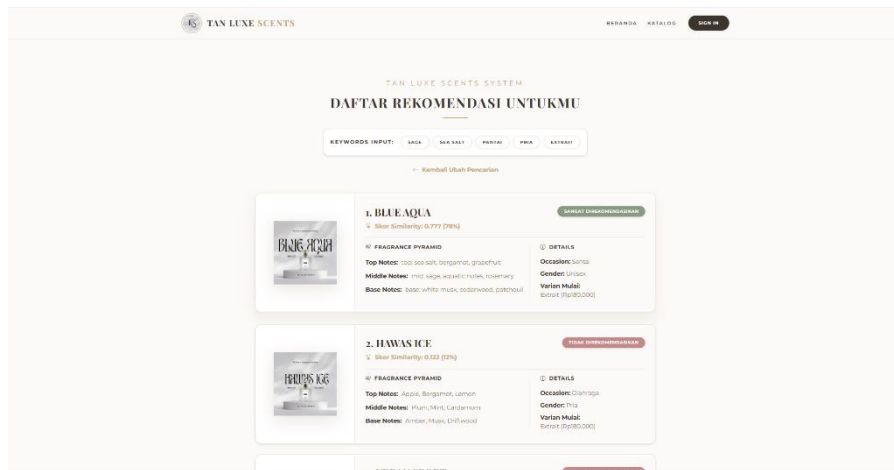 TAN LUXE SCENTS
BERANDA KATALOG SIGN IN
TAN LUXE SCENTS SYSTEM
DAFTAR REKOMENDASI UNTUKMU
KEYWORDS INPUT: SAGE SEA SALT PANTAI PRIA EXTRAIT
← Kembali Ubah Pencarian
BLUE AQUA
1. BLUE AQUA
SANGAT DIREKOMENDASIKAN
Skor Similarity: 0.777 (78%)
FRAGRANCE PYRAMID
Top Notes: top: sea salt, bergamot, grapefruit
Middle Notes: mid: sage, aquatic notes, rosemary
Base Notes: base: white musk, cedarwood, patchouli
DETAILS
Occasion: Santai
Gender: Unisex
Varian Mulai:
Extrait (Rp180.000)
HAWAS ICE
2. HAWAS ICE
TIDAK DIREKOMENDASIKAN
Skor Similarity: 0.122 (12%)
FRAGRANCE PYRAMID
Top Notes: Apple, Bergamot, Lemon
Middle Notes: Plum, Mint, Cardamom
Base Notes: Amber, Musk, Driftwood
DETAILS
Occasion: Olahraga
Gender: Pria
Varian Mulai:
Extrait (Rp180.000)